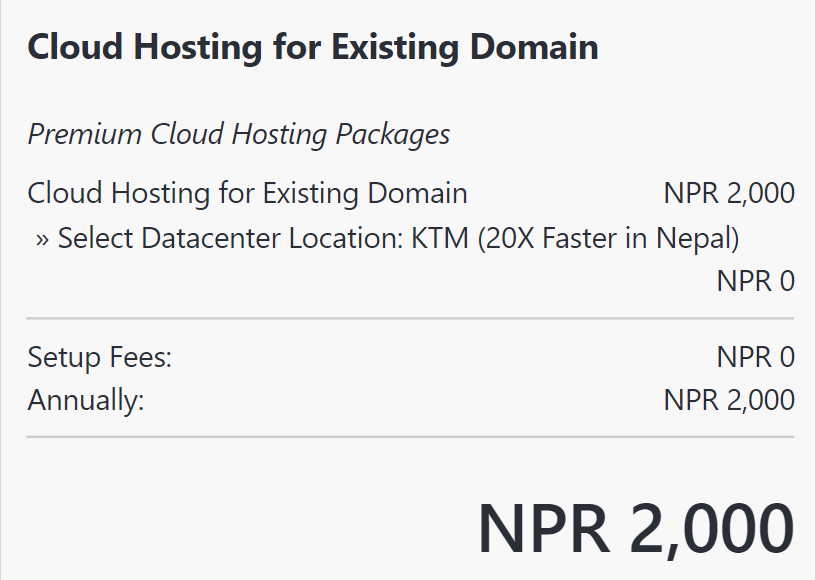 Cloud Hosting for Existing Domain
Premium Cloud Hosting Packages
Cloud Hosting for Existing Domain NPR 2,000
» Select Datacenter Location: KTM (20X Faster in Nepal)
NPR 0
Setup Fees: NPR 0
Annually: NPR 2,000
NPR 2,000